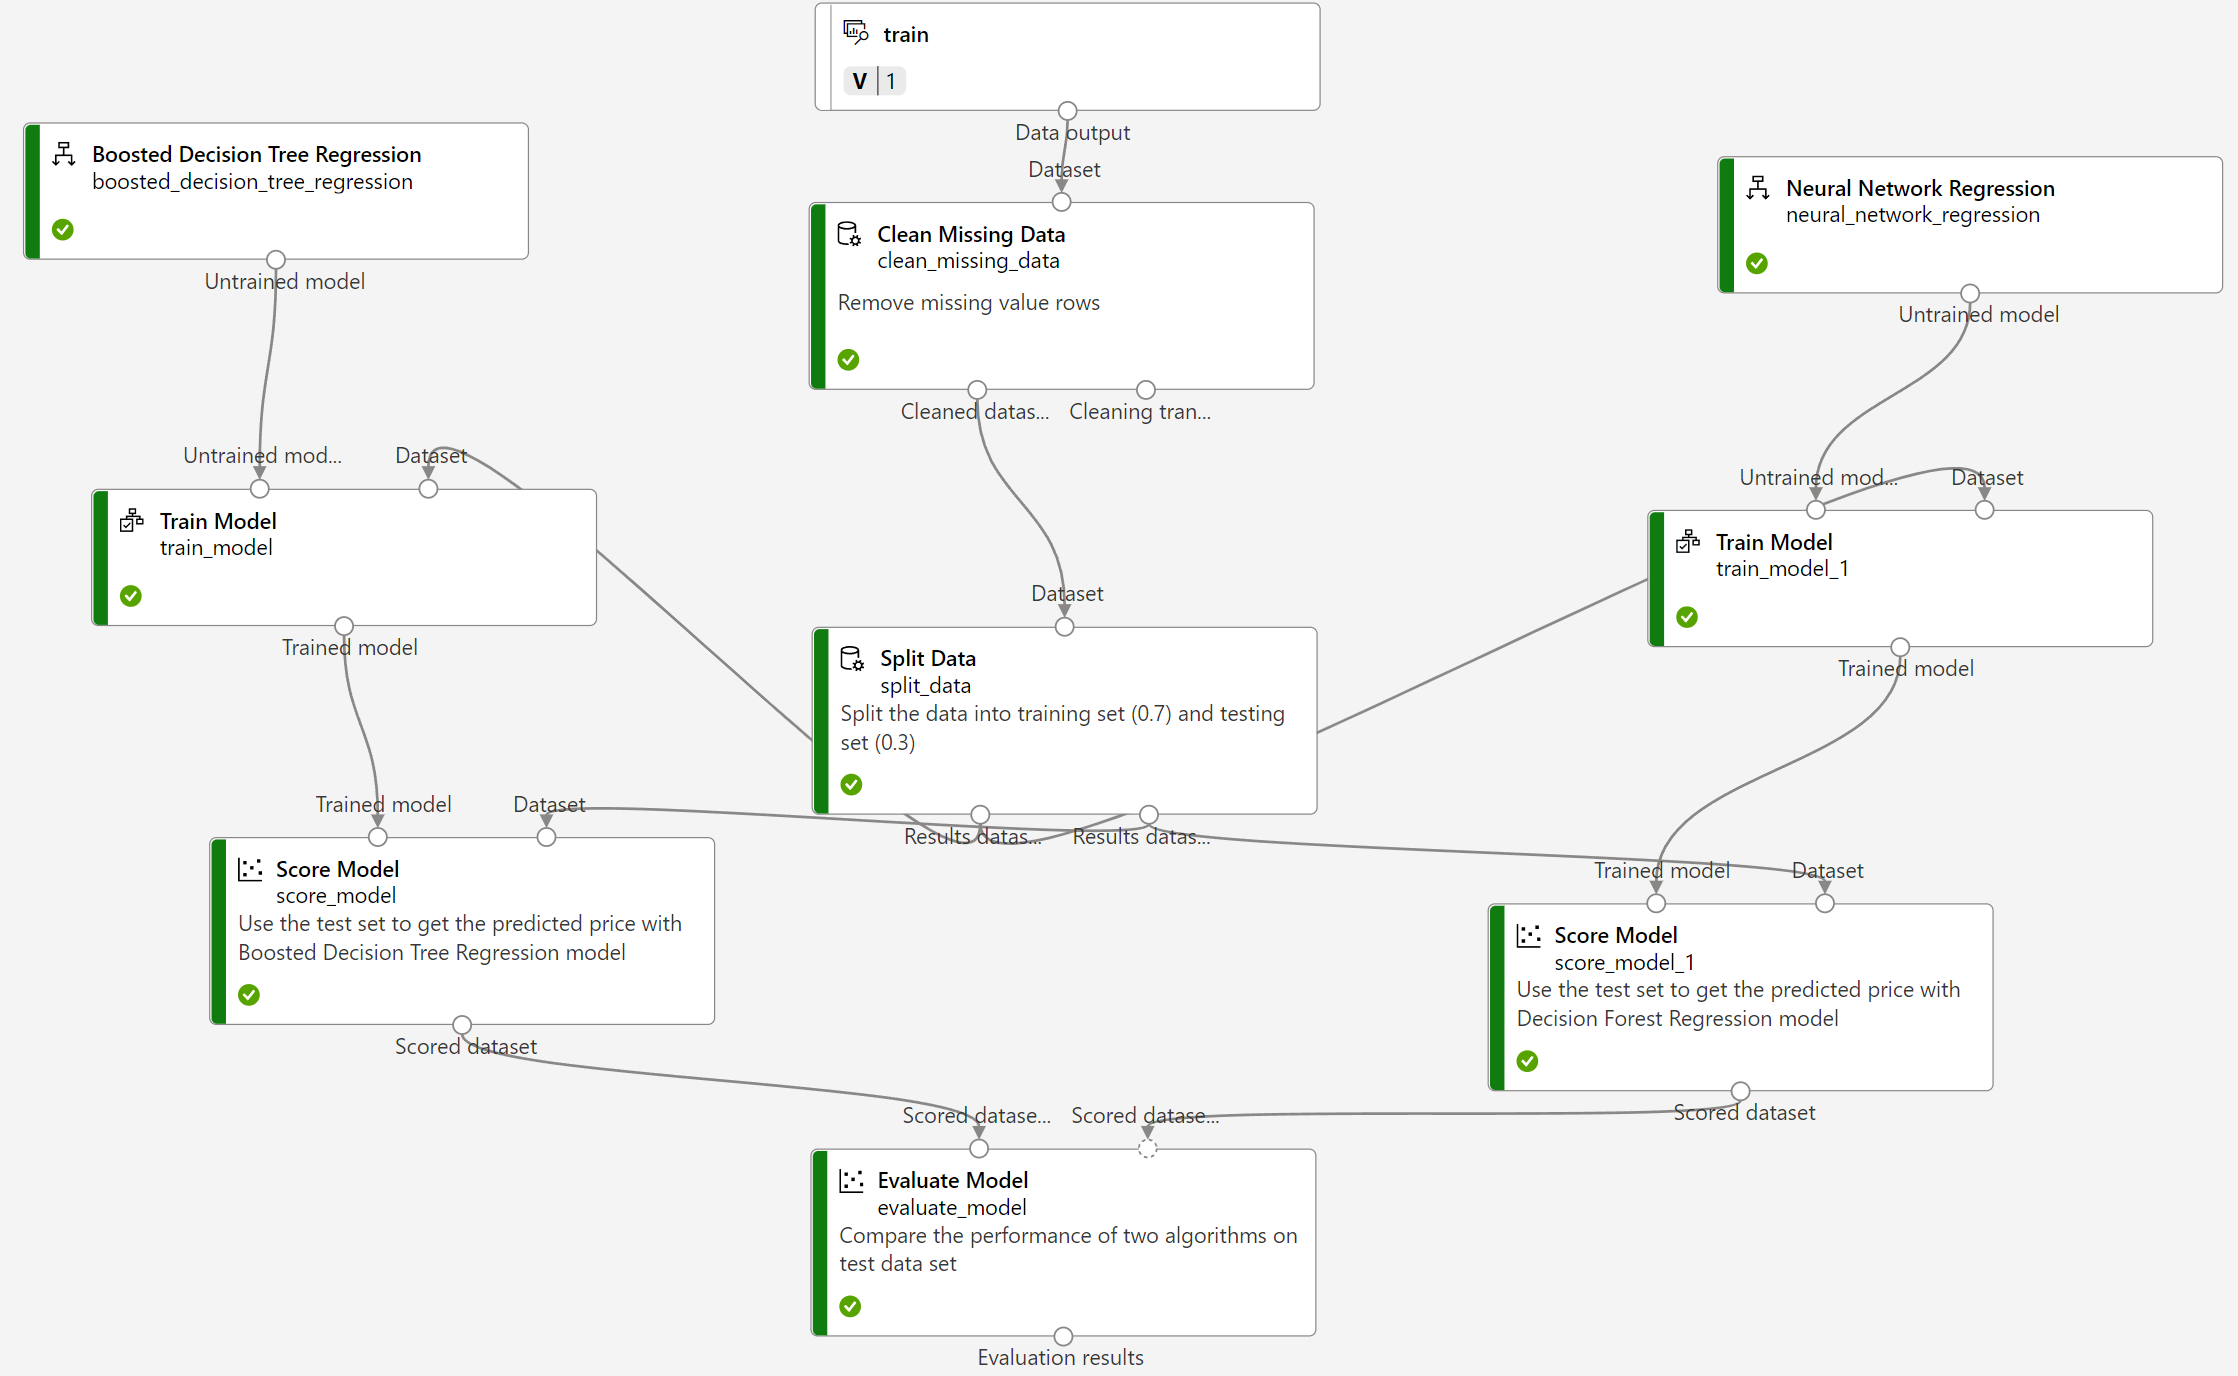 train
V 1
Data output
Dataset
Boosted Decision Tree Regression
boosted_decision_tree_regression
Untrained model
Clean Missing Data
clean_missing_data
Remove missing value rows
Cleaned datas...
Cleaning tran...
Neural Network Regression
neural_network_regression
Untrained model
Untrained mod...
Dataset
Train Model
train_model
Trained model
Untrained mod...
Dataset
Train Model
train_model_1
Trained model
Dataset
Split Data
split_data
Split the data into training set (0.7) and testing
set (0.3)
Results datas...
Results datas...
Trained model
Dataset
Score Model
score_model
Use the test set to get the predicted price with
Boosted Decision Tree Regression model
Scored dataset
Trained model
Dataset
Score Model
score_model_1
Use the test set to get the predicted price with
Decision Forest Regression model
Scored dataset
Scored datase...
Scored datase...
Evaluate Model
evaluate_model
Compare the performance of two algorithms on
test data set
Evaluation results